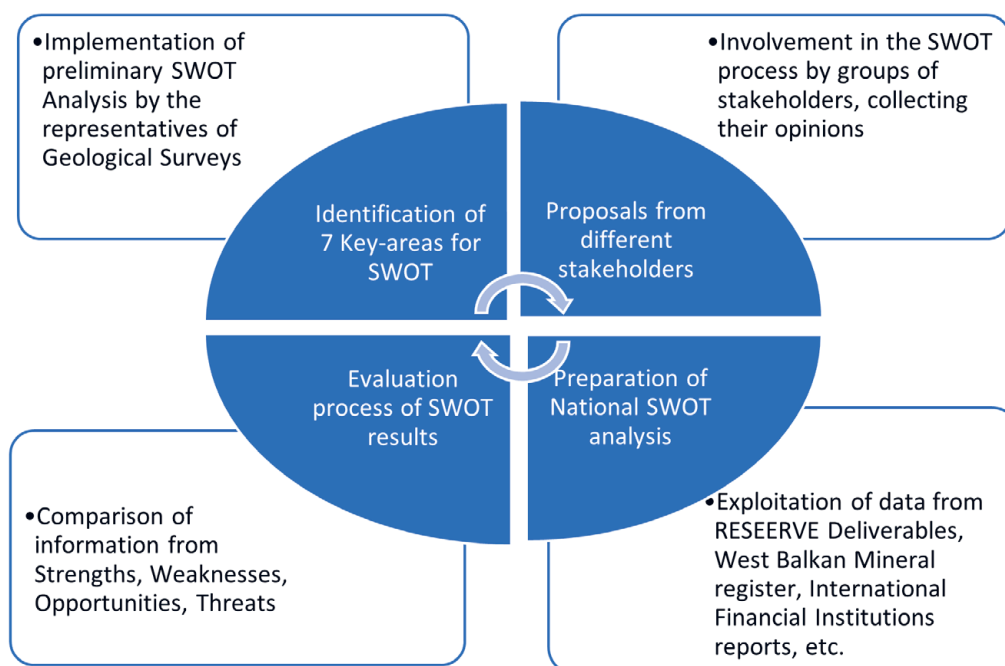 •Implementation of
preliminary SWOT
Analysis by the
representatives of
Geological Surveys
•Involvement in the SWOT
process by groups of
stakeholders, collecting
their opinions
Identification of
7 Key-areas for
SWOT
Proposals from
different
stakeholders
Evaluation
process of SWOT
results
Preparation of
National SWOT
analysis
•Comparison of
information from
Strengths, Weaknesses,
Opportunities, Threats
•Exploitation of data from
RESEERVE Deliverables,
West Balkan Mineral
register, International
Financial Institutions
reports, etc.